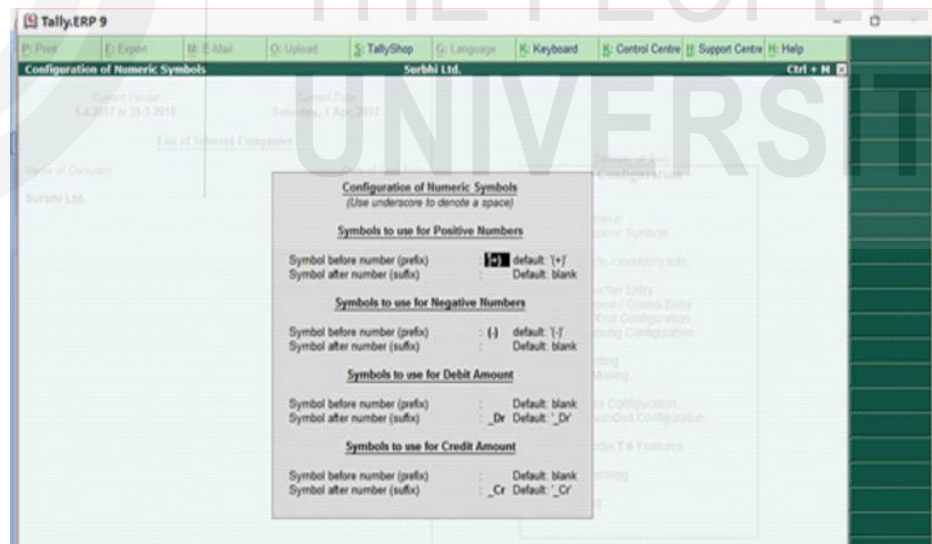 THE PEOPLE
Tally.ERP 9
P: Print E: Export M: E-Mail O: Upload S: TallyShop G: Language K: Keyboard K: Control Centre H: Support Centre H: Help
Configuration of Numeric Symbols Surbhi Ltd. Ctrl + M
Current Period Current Date
1-4-2017 to 31-3-2018 Saturday, 1 Apr, 2017
UNIVERSIT
List of Selected Companies
Name of Company
Configuration
Surbhi Ltd.
Configuration of Numeric Symbols
(Use underscore to denote a space)
Symbols to use for Positive Numbers
Symbol before number (prefix) : (+) default: '(+)'
Symbol after number (suffix) : Default: blank
Symbols to use for Negative Numbers
Symbol before number (prefix) : (-) default: '(-)'
Symbol after number (suffix) : Default: blank
Symbols to use for Debit Amount
Symbol before number (prefix) : Default: blank
Symbol after number (suffix) : _Dr Default: '_Dr'
Symbols to use for Credit Amount
Symbol before number (prefix) : Default: blank
Symbol after number (suffix) : _Cr Default: '_Cr'